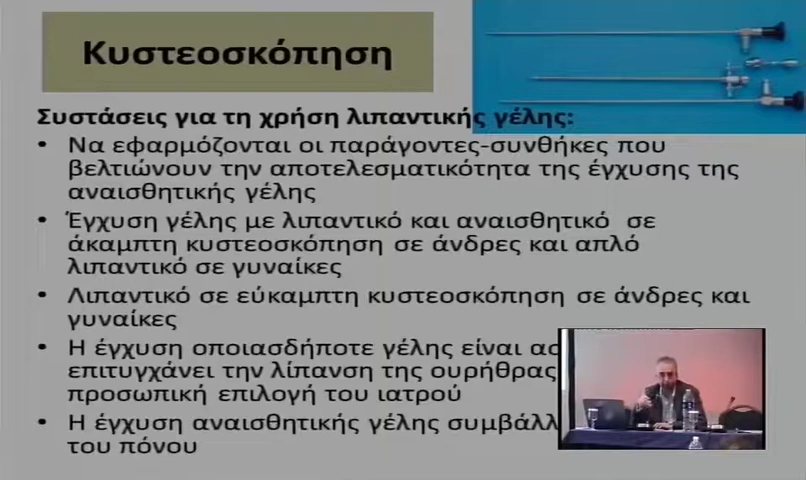 Κυστεοσκόπηση
Συστάσεις για τη χρήση λιπαντικής γέλης:
• Να εφαρμόζονται οι παράγοντες-συνθήκες που
βελτιώνουν την αποτελεσματικότητα της έγχυσης της
αναισθητικής γέλης
• Έγχυση γέλης με λιπαντικό και αναισθητικό σε
άκαμπτη κυστεοσκόπηση σε άνδρες και απλό
λιπαντικό σε γυναίκες
• Λιπαντικό σε εύκαμπτη κυστεοσκόπηση σε άνδρες και
γυναίκες
• Η έγχυση οποιασδήποτε γέλης είναι
επιτυγχάνει την λίπανση της ουρήθρας
προσωπική επιλογή του ιατρού
• Η έγχυση αναισθητικής γέλης
του πόνου